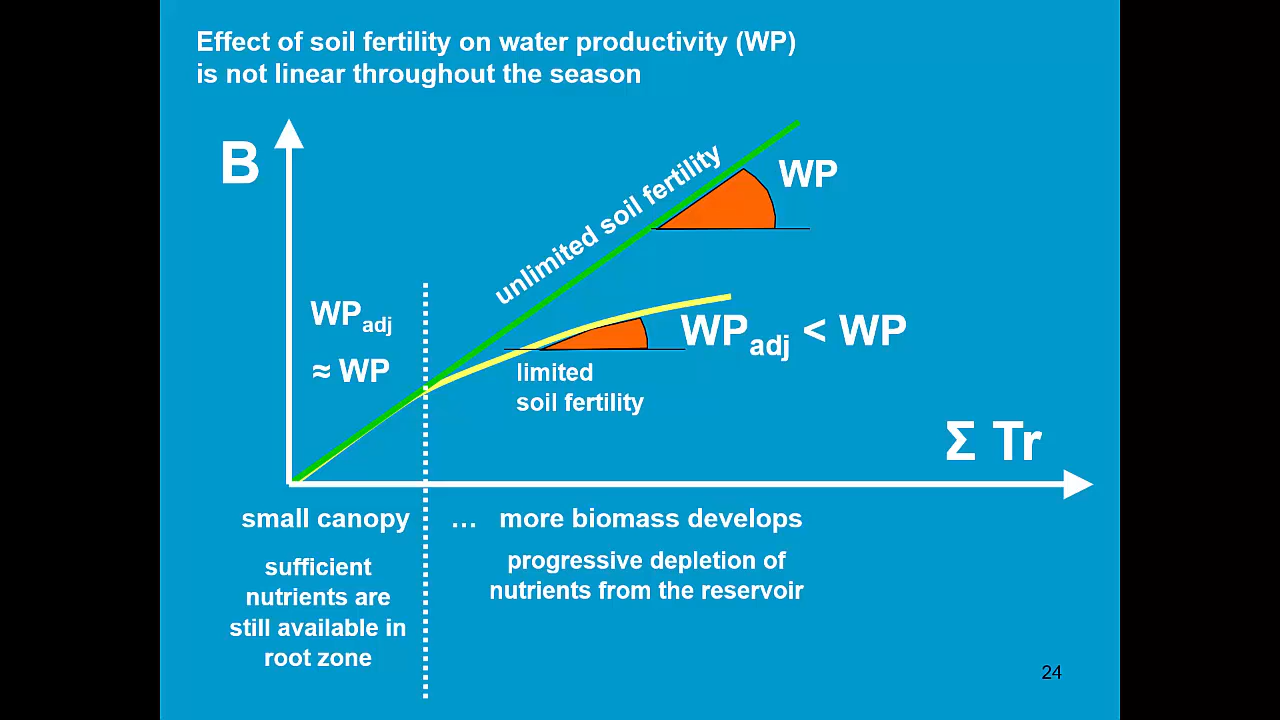 Effect of soil fertility on water productivity (WP)
is not linear throughout the season
B
unlimited soil fertility
WP
WPadj
≈ WP
WPadj < WP
limited
soil fertility
Σ Tr
small canopy
... more biomass develops
sufficient
nutrients are
still available in
root zone
progressive depletion of
nutrients from the reservoir
24